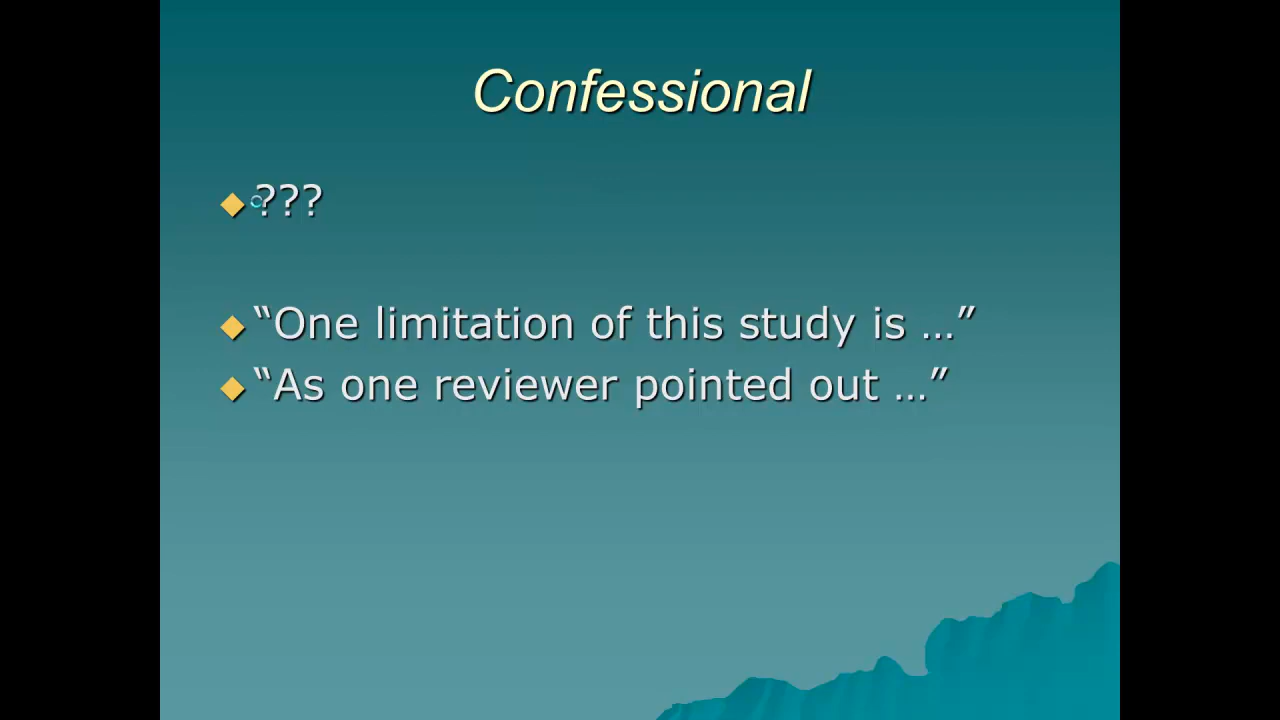 Confessional
???
“One limitation of this study is …”
“As one reviewer pointed out …”